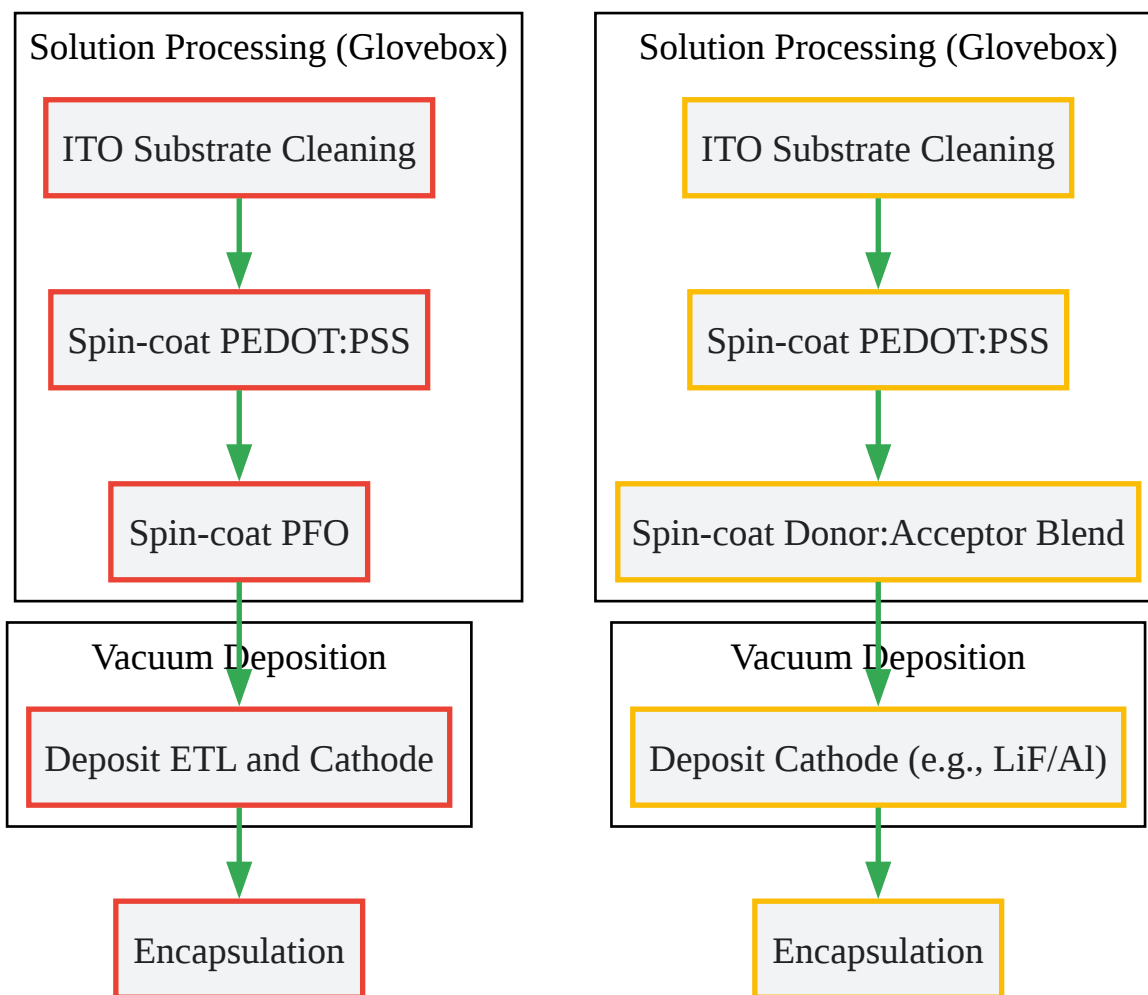 Solution Processing (Glovebox)
ITO Substrate Cleaning
Spin-coat PEDOT:PSS
Spin-coat PFO
Vacuum Deposition
Deposit ETL and Cathode
Encapsulation
Solution Processing (Glovebox)
ITO Substrate Cleaning
Spin-coat PEDOT:PSS
Spin-coat Donor:Acceptor Blend
Vacuum Deposition
Deposit Cathode (e.g., LiF/Al)
Encapsulation